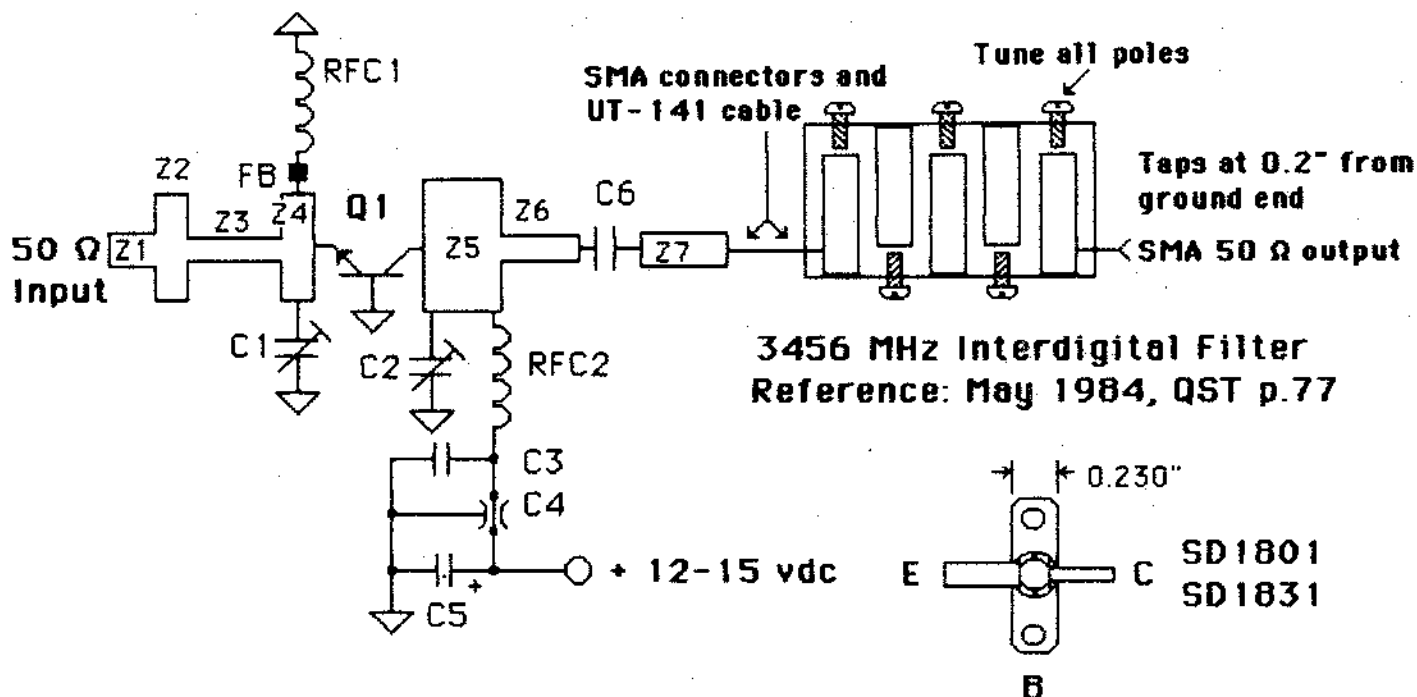 RFC1
FB
Z2
Z3
Z4
Q1
Z1
50 Ω
Input
C1
Z5
Z6
C6
Z7
C2
RFC2
C3
C4
C5
+
+ 12-15 vdc
SMA connectors and
UT-141 cable
Tune all poles
Taps at 0.2" from
ground end
SMA 50 Ω output
3456 MHz Interdigital Filter
Reference: May 1984, QST p.77
0.230"
E
C
B
SD1801
SD1831